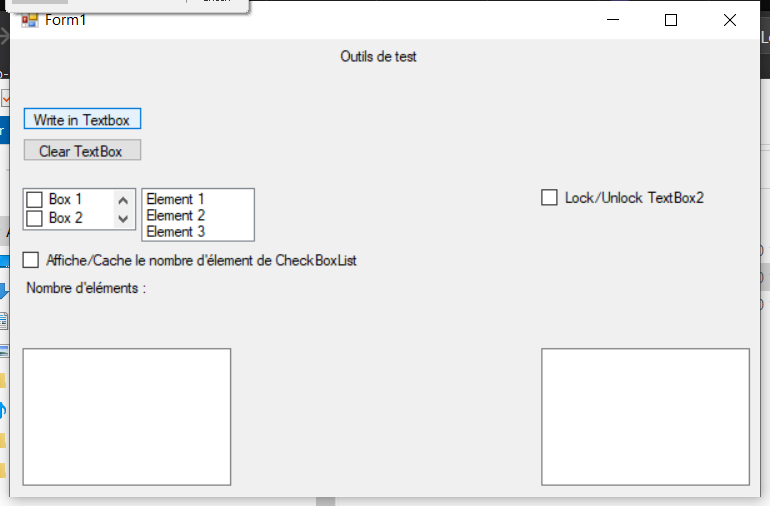 Form1
Outils de test
Write in Textbox
Clear TextBox
Box 1
Box 2
Element 1
Element 2
Element 3
Lock/Unlock TextBox2
Affiche/Cache le nombre d'élement de CheckBoxList
Nombre d'eléments :